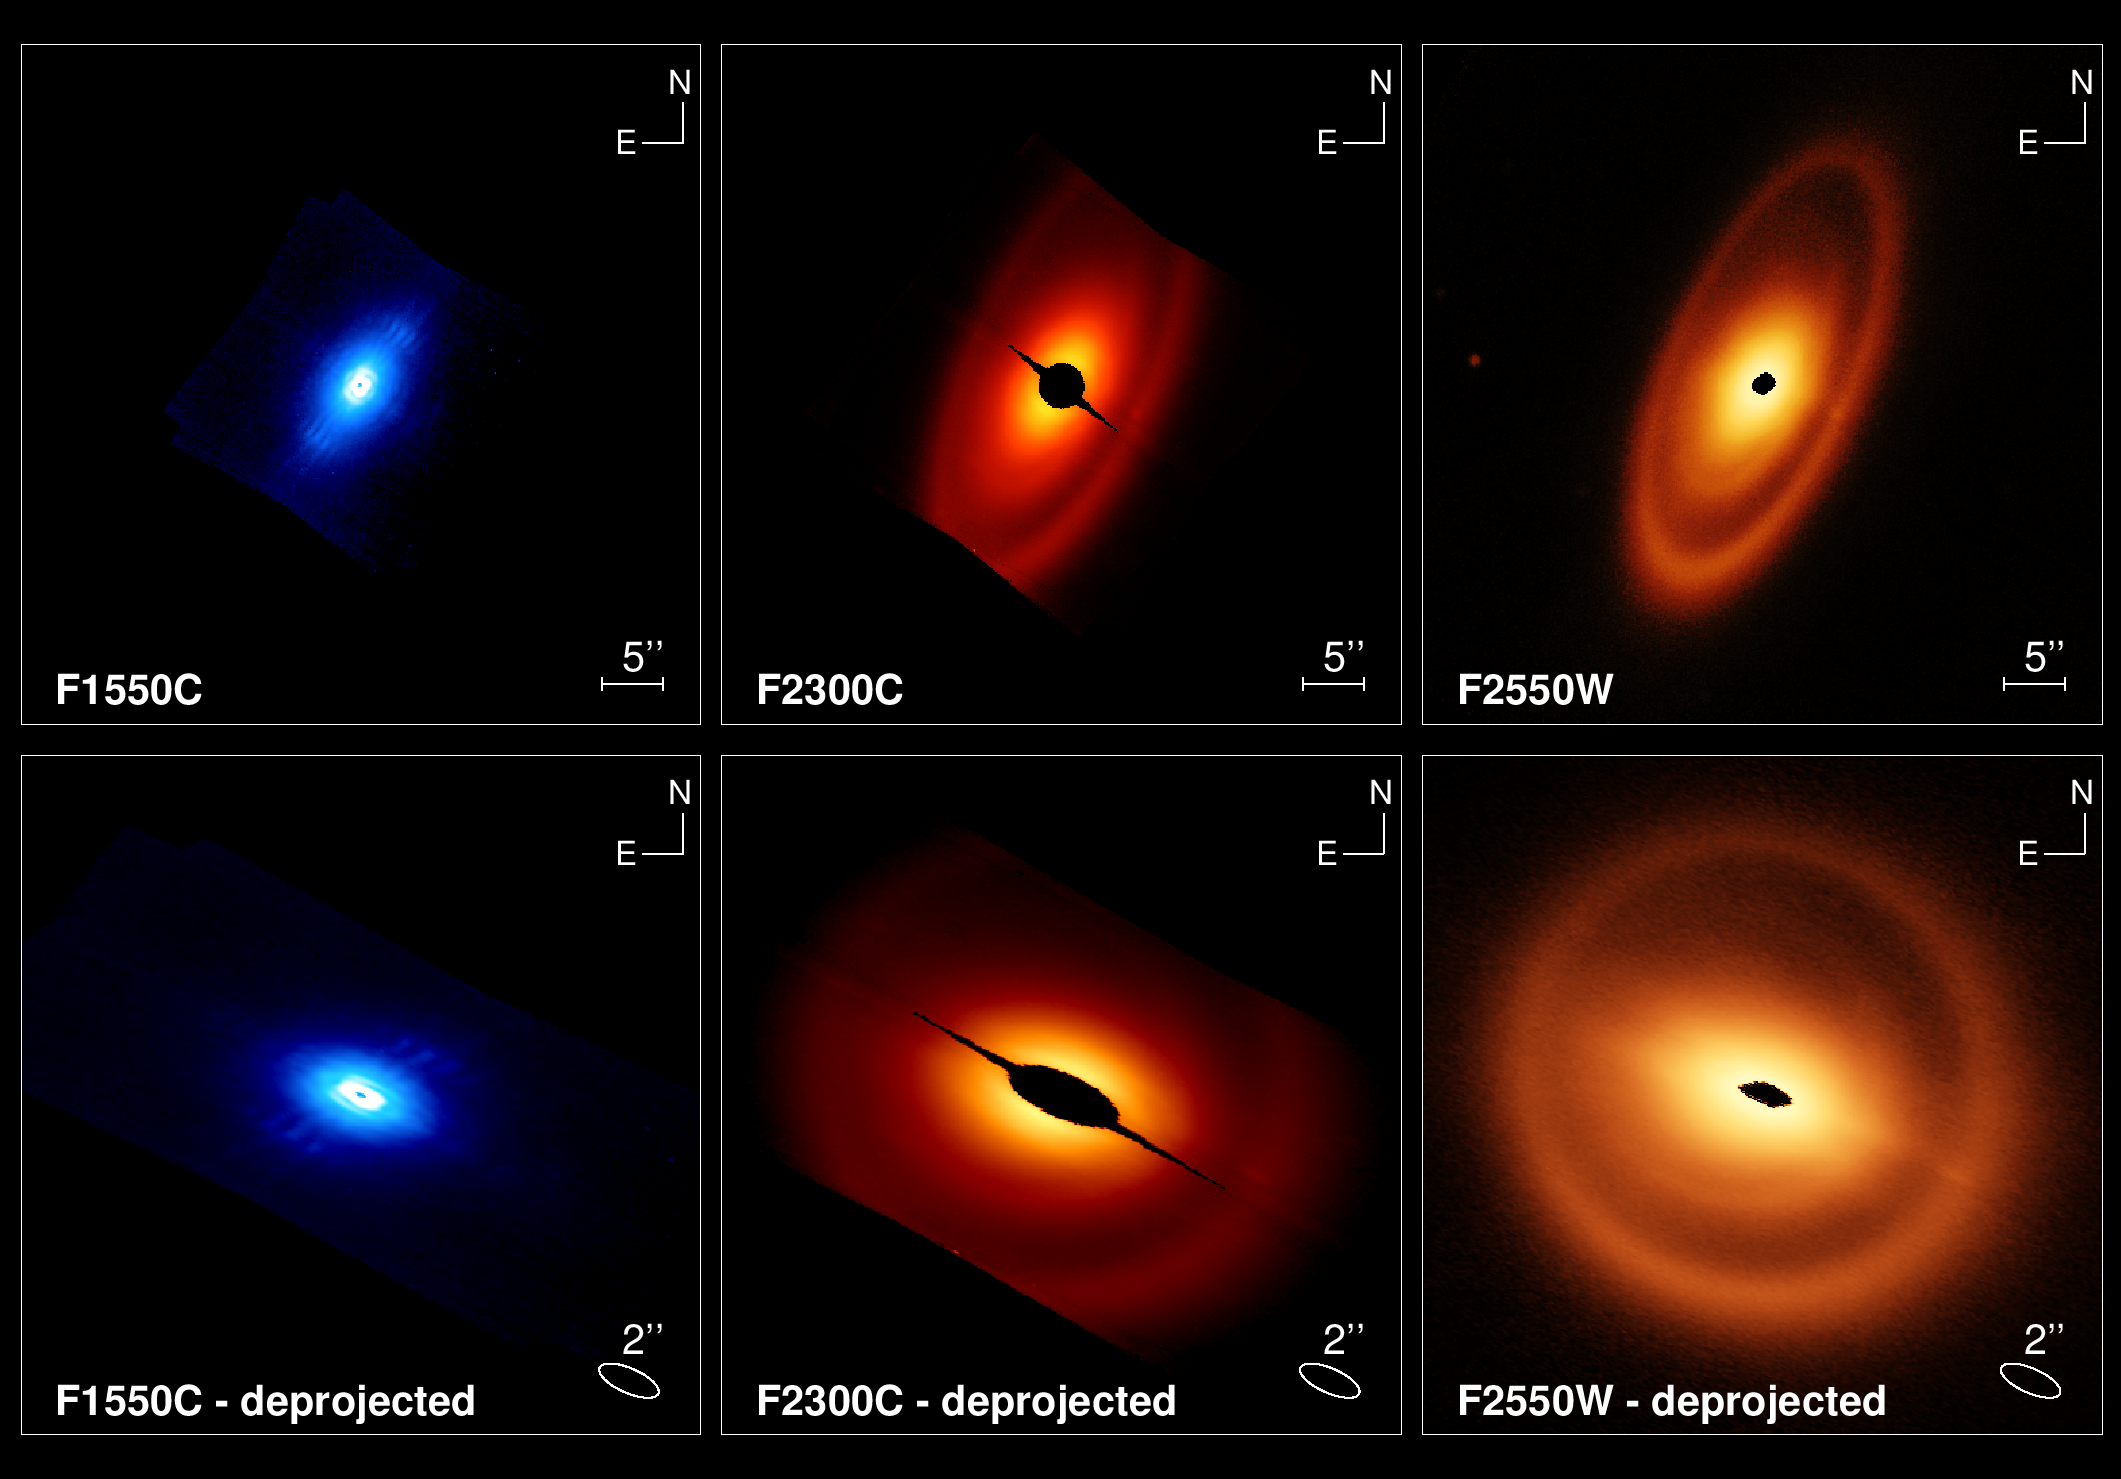 N
E
5’’
F1550C
N
E
5’’
F2300C
N
E
5’’
F2550W
N
E
2’’
F1550C - deprojected
N
E
2’’
F2300C - deprojected
N
E
2’’
F2550W - deprojected